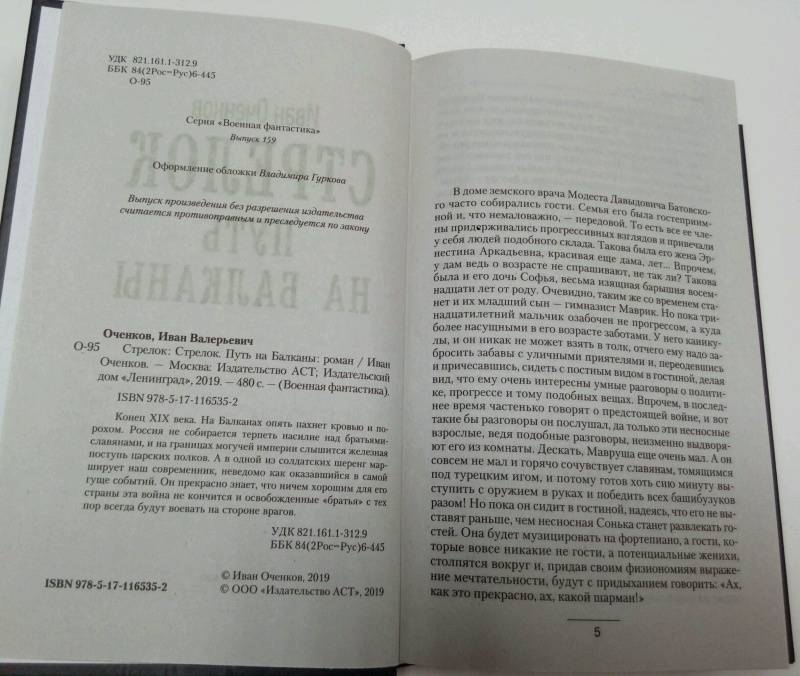 УДК 821.161.1-312.9
ББК 84(2Рос=Рус)6-445
О-95
Иван Оченков
СТРЕЛОК
ПУТЬ
НА БАЛКАНЫ
Серия «Военная фантастика»
Выпуск 159
Оформление обложки Владимира Гуркова
Выпуск произведения без разрешения издательства
считается противоправным и преследуется по закону
Оченков, Иван Валерьевич
О-95 Стрелок: Стрелок. Путь на Балканы: роман / Иван
Оченков. — Москва: Издательство АСТ; Издательский
дом «Ленинград», 2019. — 480 с. — (Военная фантастика).
ISBN 978-5-17-116535-2
Конец XIX века. На Балканах опять пахнет кровью и по-
рохом. Россия не собирается терпеть насилие над братьями-
славянами, и на границах могучей империи слышится железная
поступь царских полков. А в одной из солдатских шеренг мар-
ширует наш современник, неведомо как оказавшийся в самой
гуще событий. Он прекрасно знает, что ничем хорошим для его
страны эта война не кончится и освобожденные «братья» с тех
пор всегда будут воевать на стороне врагов.
УДК 821.161.1-312.9
ББК 84(2Рос=Рус)6-445
ISBN 978-5-17-116535-2
© Иван Оченков, 2019
© ООО «Издательство АСТ», 2019
В доме земского врача Модеста Давыдовича Батовско-
го часто собирались гости. Семья его была гостеприим-
ной и, что немаловажно, — передовой. То есть все ее чле-
ны придерживались прогрессивных взглядов и привечали
у себя людей подобного склада. Такова была его жена Эр-
нестина Аркадьевна, красивая еще дама, лет... Впрочем,
у дам ведь о возрасте не спрашивают, не так ли? Такова
была и его дочь Софья, весьма изящная барышня восем-
надцати лет от роду. Очевидно, таким же со временем ста-
нет и их младший сын — гимназист Маврик. Но пока три-
надцатилетний мальчик озабочен не прогрессом, а куда
более насущными в его возрасте заботами. У него канику-
лы, и он никак не может взять в толк, отчего ему надо за-
бросить забавы с уличными приятелями и, переодевшись
и причесавшись, сидеть с постным видом в гостиной, делая
вид, что ему очень интересны умные разговоры о полити-
ке, прогрессе и тому подобных вещах. Впрочем, в послед-
нее время частенько говорят о предстоящей войне, и вот
такие бы разговоры он послушал, да только эти несносные
взрослые, ведя подобные разговоры, неизменно выдворя-
ют его из комнаты. Дескать, Мавруша еще очень мал. А он
совсем не мал и горячо сочувствует славянам, томящимся
под турецким игом, и потому готов хоть сию минуту вы-
ступить с оружием в руках и победить всех башибузуков
разом! Но пока он сидит в гостиной, надеясь, что его не вы-
ставят раньше, чем несносная Сонька станет развлекать го-
стей. Она будет музицировать на фортепиано, а гости, ко-
торые вовсе никакие не гости, а потенциальные женихи,
столпятся вокруг и, придав своим физиономиям выраже-
ние мечтательности, будут с придыханием говорить: «Ах,
как это прекрасно, ах, какой шарман!»
5